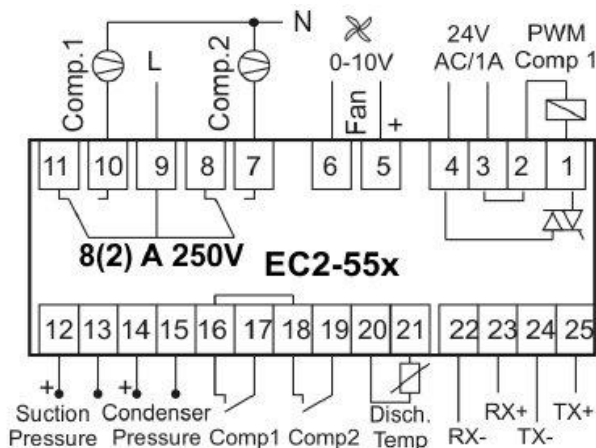 N
24V PWM
Comp.1 L Comp.2 0-10V AC/1A Comp 1
Fan +
11 10 9 8 7 6 5 4 3 2 1
8(2) A 250V EC2-55x
12 13 14 15 16 17 18 19 20 21 22 23 24 25
+ +
Suction Condenser Disch. RX+ TX+
Pressure Pressure Comp1 Comp2 Temp RX- TX-